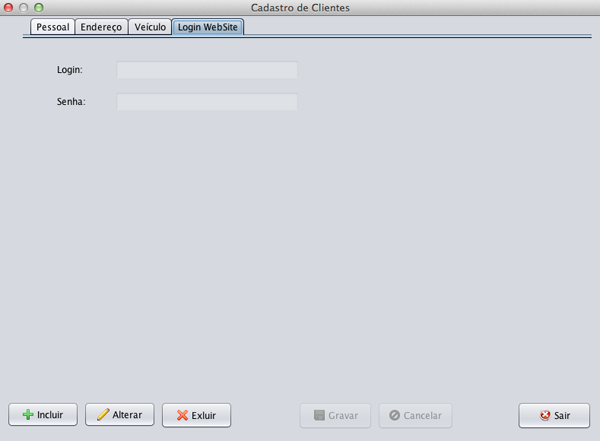 Cadastro de Clientes
Pessoal Endereço Veículo Login WebSite
Login:
Senha:
Incluir Alterar Exluir Gravar Cancelar Sair